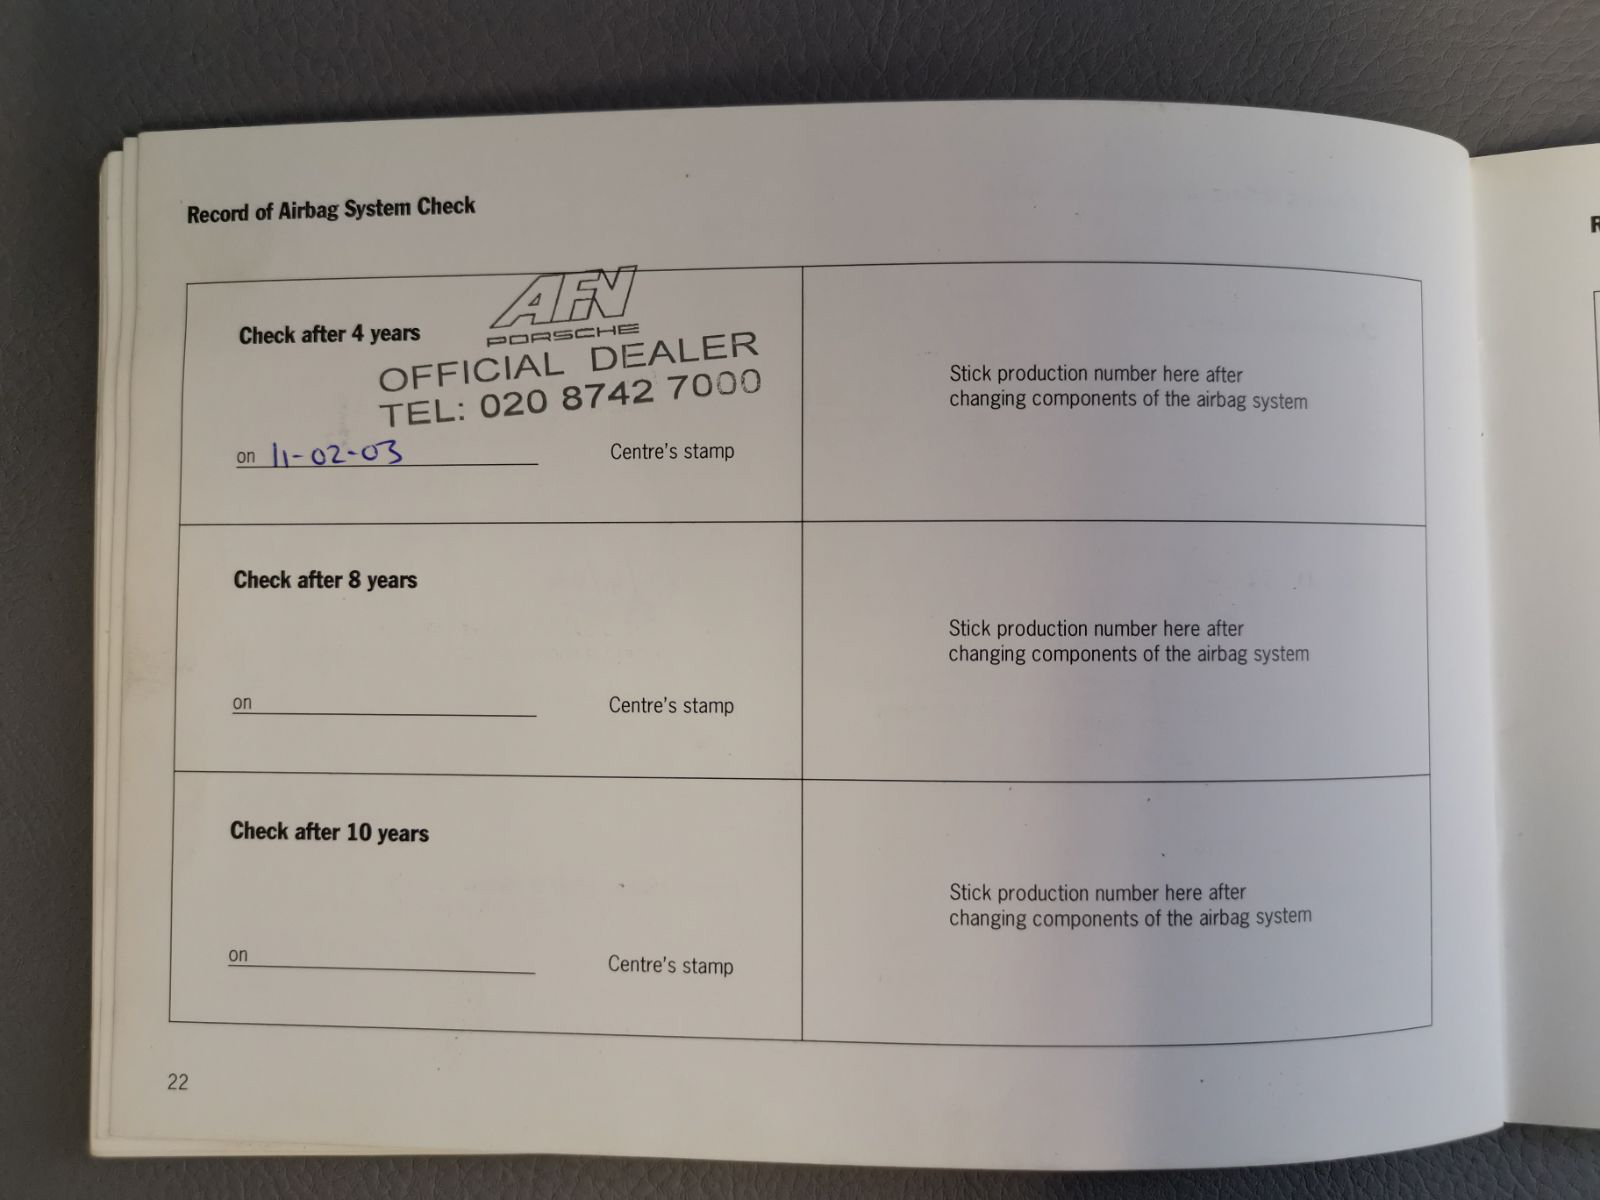 Record of Airbag System Check
AFN
PORSCHE
Check after 4 years
OFFICIAL DEALER
TEL: 020 8742 7000
on 11-02-03
Centre's stamp
Stick production number here after
changing components of the airbag system
Check after 8 years
on
Centre's stamp
Stick production number here after
changing components of the airbag system
Check after 10 years
on
Centre's stamp
Stick production number here after
changing components of the airbag system
22
R